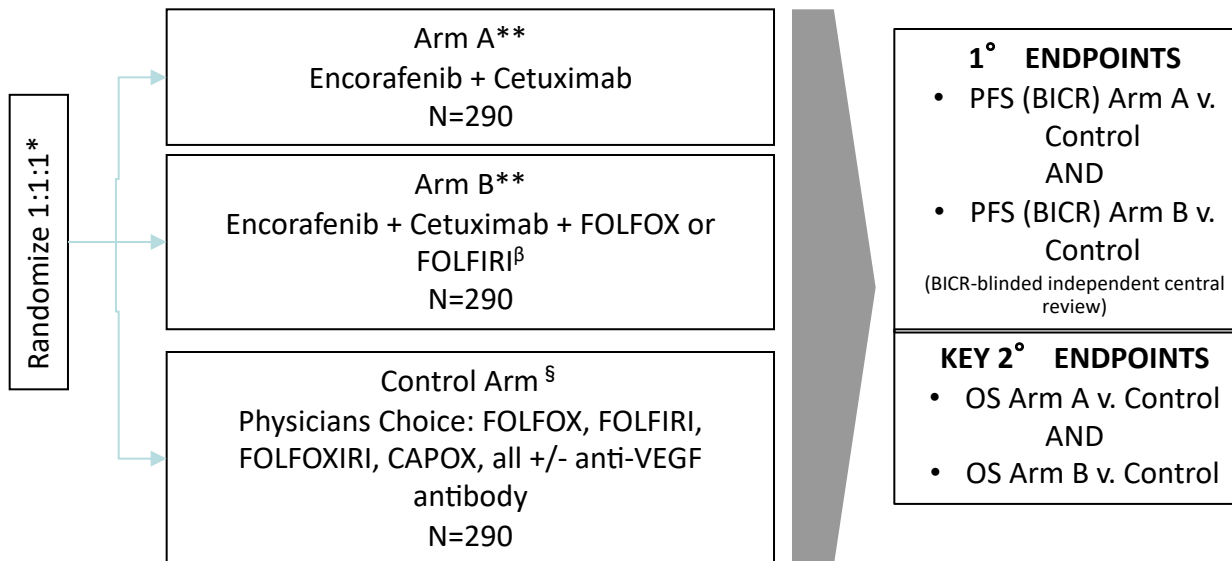 Randomize 1:1:1*
Arm A**
Encorafenib + Cetuximab
N=290
Arm B**
Encorafenib + Cetuximab + FOLFOX or
FOLFIRIᵝ
N=290
Control Arm §
Physicians Choice: FOLFOX, FOLFIRI,
FOLFOXIRI, CAPOX, all +/- anti-VEGF
antibody
N=290
1° ENDPOINTS
• PFS (BICR) Arm A v.
Control
AND
• PFS (BICR) Arm B v.
Control
(BICR-blinded independent central
review)
KEY 2° ENDPOINTS
• OS Arm A v. Control
AND
• OS Arm B v. Control